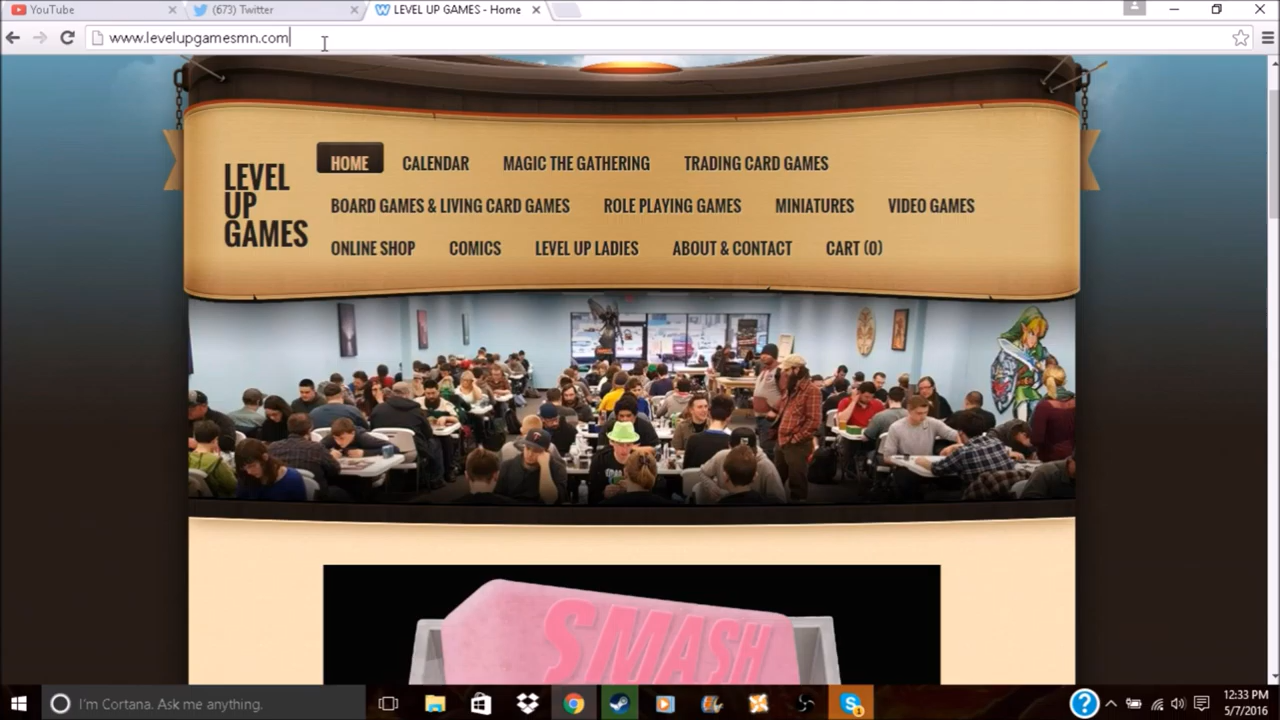 YouTube
(673) Twitter
LEVEL UP GAMES - Home
www.levelupgamesmn.com
LEVEL
UP
GAMES
HOME CALENDAR MAGIC THE GATHERING TRADING CARD GAMES
BOARD GAMES & LIVING CARD GAMES ROLE PLAYING GAMES MINIATURES VIDEO GAMES
ONLINE SHOP COMICS LEVEL UP LADIES ABOUT & CONTACT CART (0)
SMASH
I'm Cortana. Ask me anything.
1
12:33 PM
5/7/2016